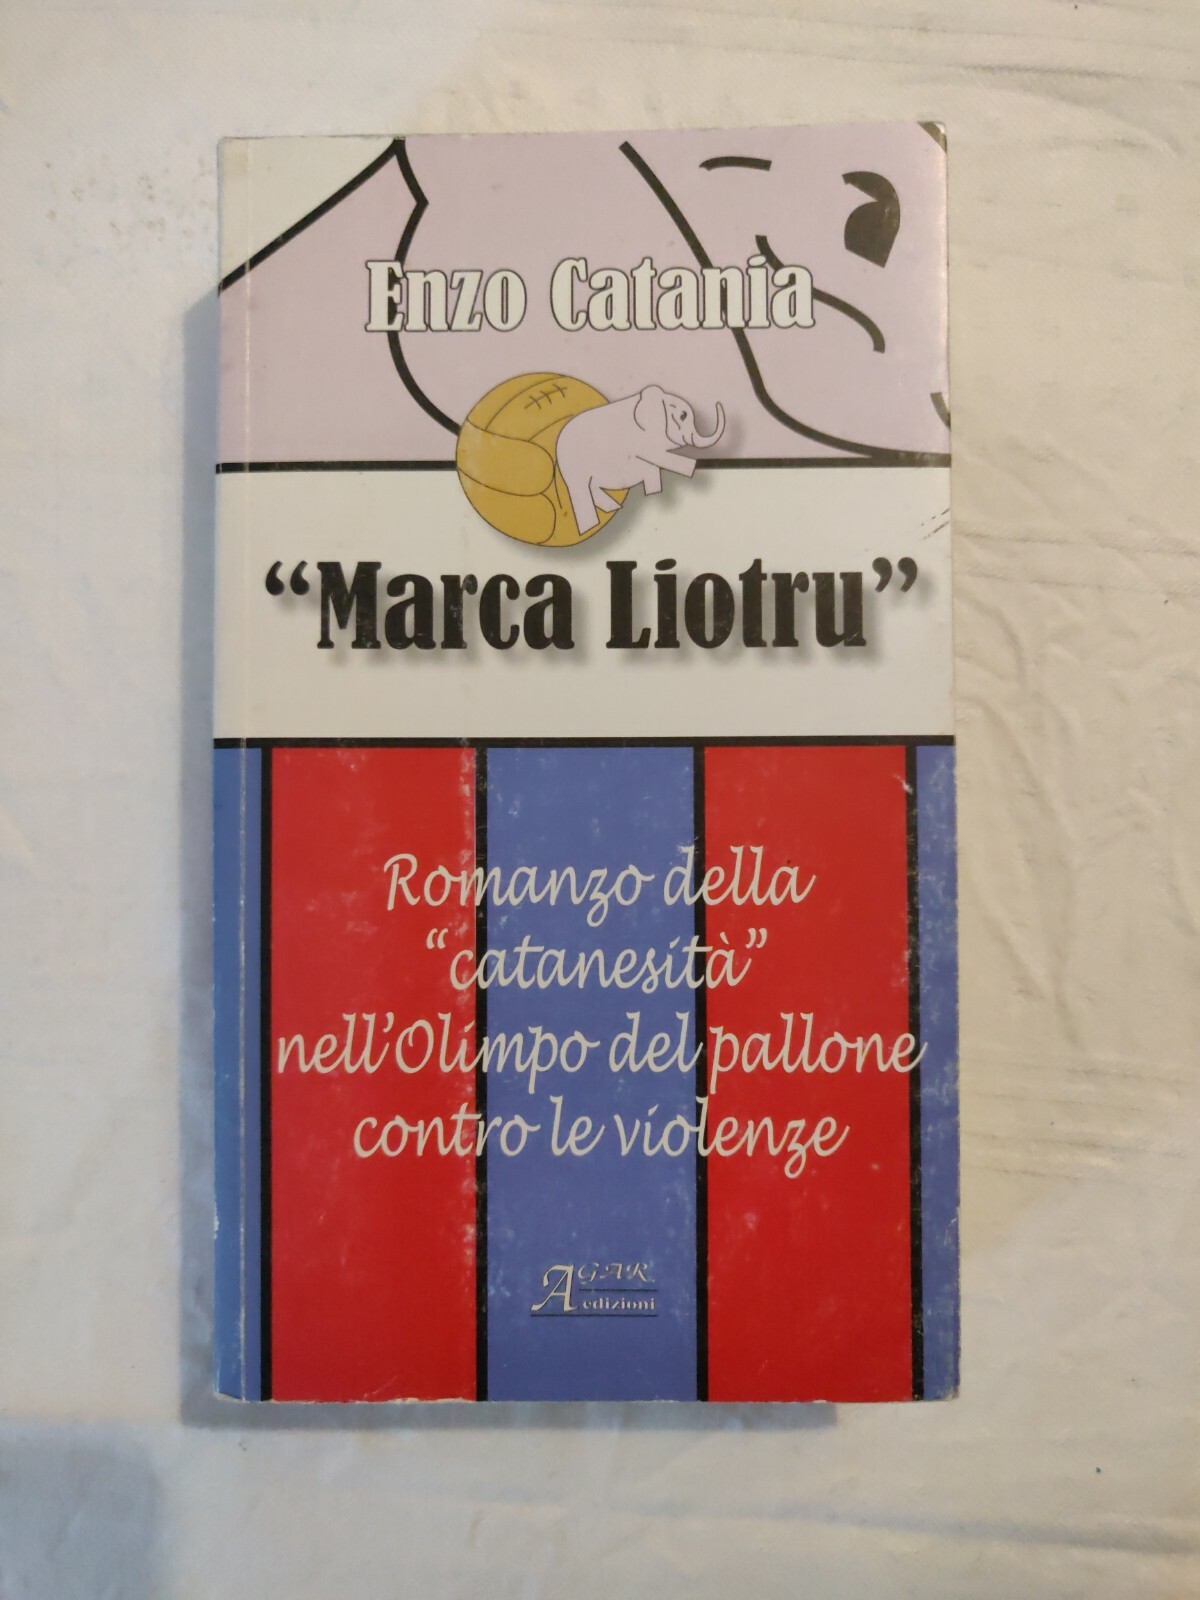 Enzo Catania
“Marca Liotru”
Romanzo della
“catanesità”
nell’Olimpo del pallone
contro le violenze
AGAR
edizioni